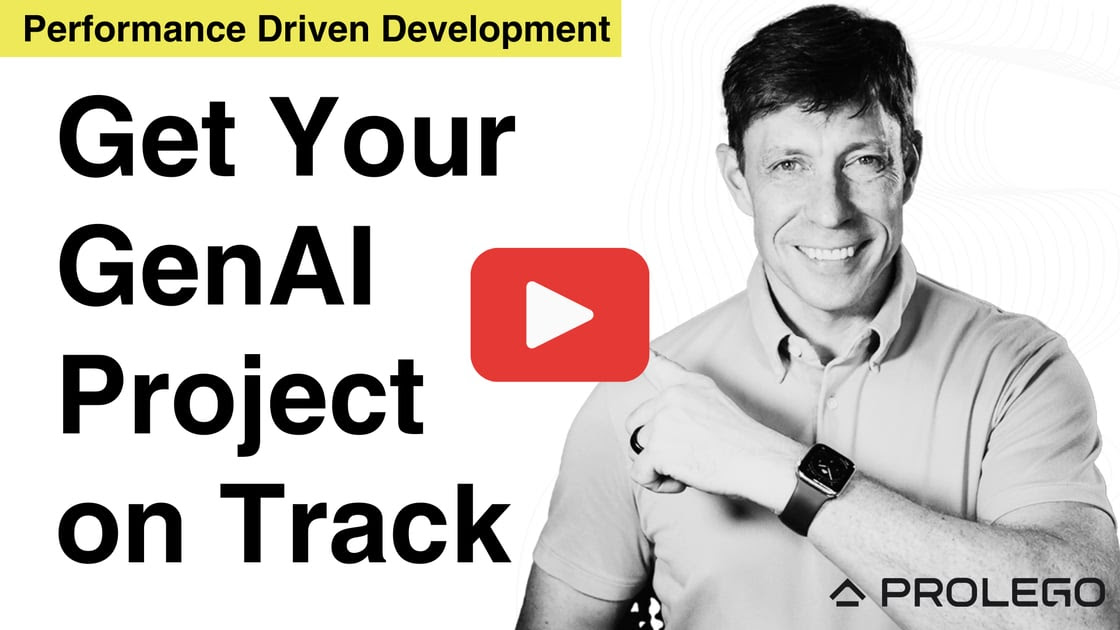 Performance Driven Development
Get Your
GenAI
Project
on Track
PROLEGO